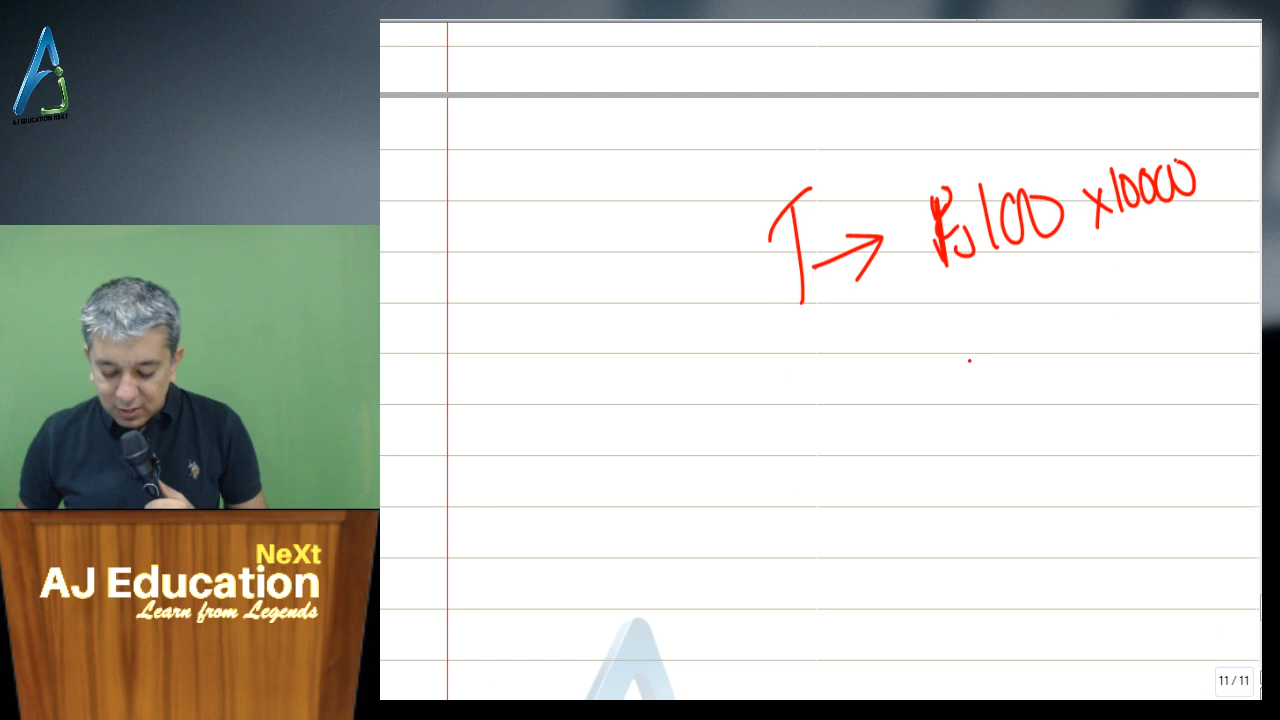 AJ EDUCATION NEXT
T → 100 x 10000
NeXt
AJ Education
Learn from Legends
11 / 11